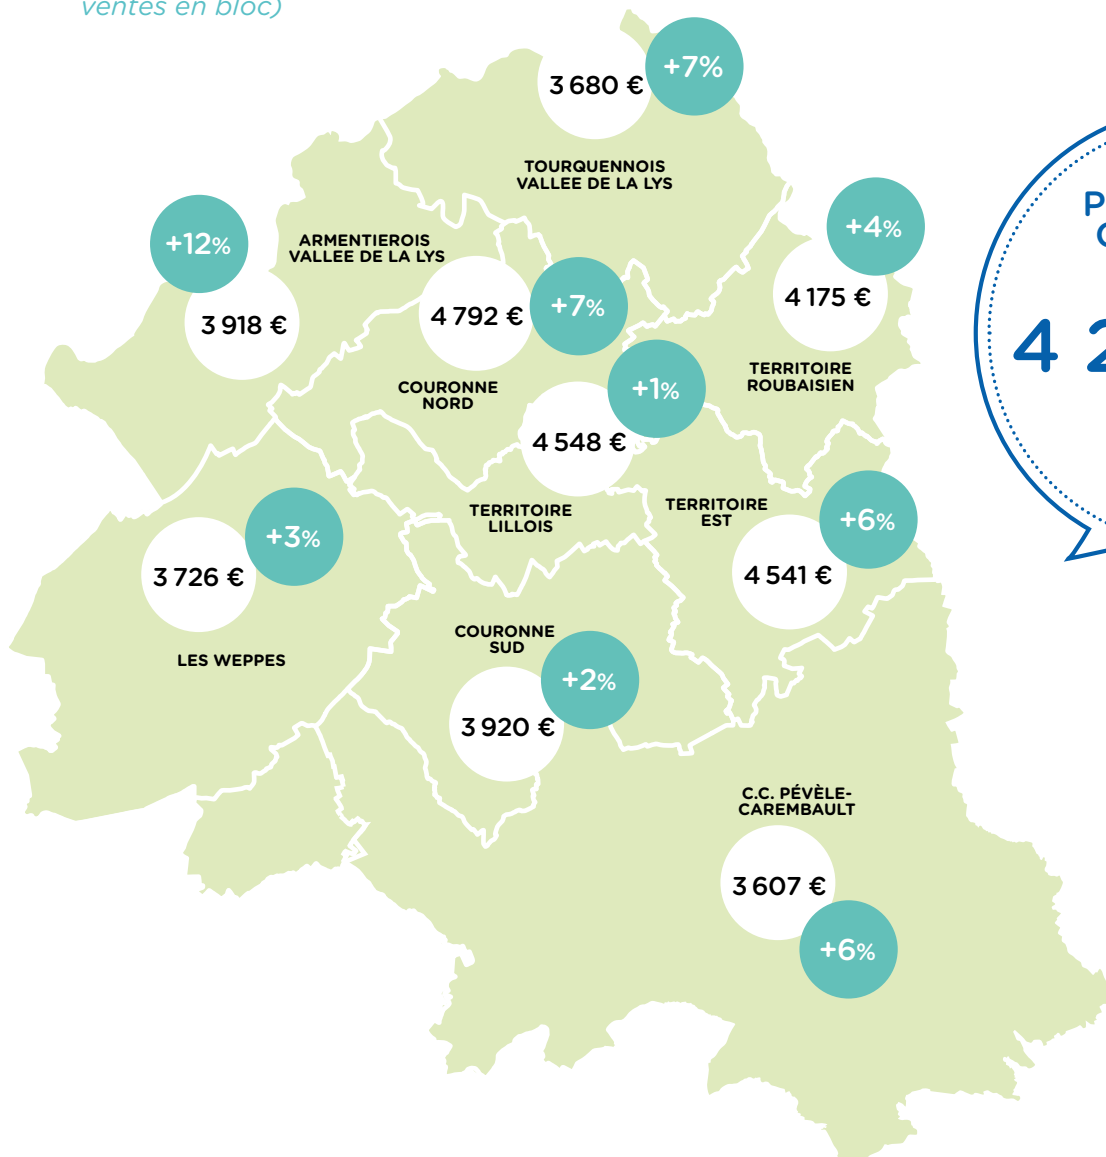 ventes en bloc)
3 680 €
+7%
TOURQUENNOIS
VALLEE DE LA LYS
+12%
ARMENTIEROIS
VALLEE DE LA LYS
3 918 €
+4%
4 175 €
TERRITOIRE
ROUBAISIEN
4 792 €
+7%
COURONNE
NORD
+1%
4 548 €
TERRITOIRE
LILLOIS
TERRITOIRE
EST
+6%
4 541 €
+3%
3 726 €
LES WEPPES
COURONNE
SUD
+2%
3 920 €
C.C. PÉVÈLE-
CAREMBAULT
3 607 €
+6%
4 2